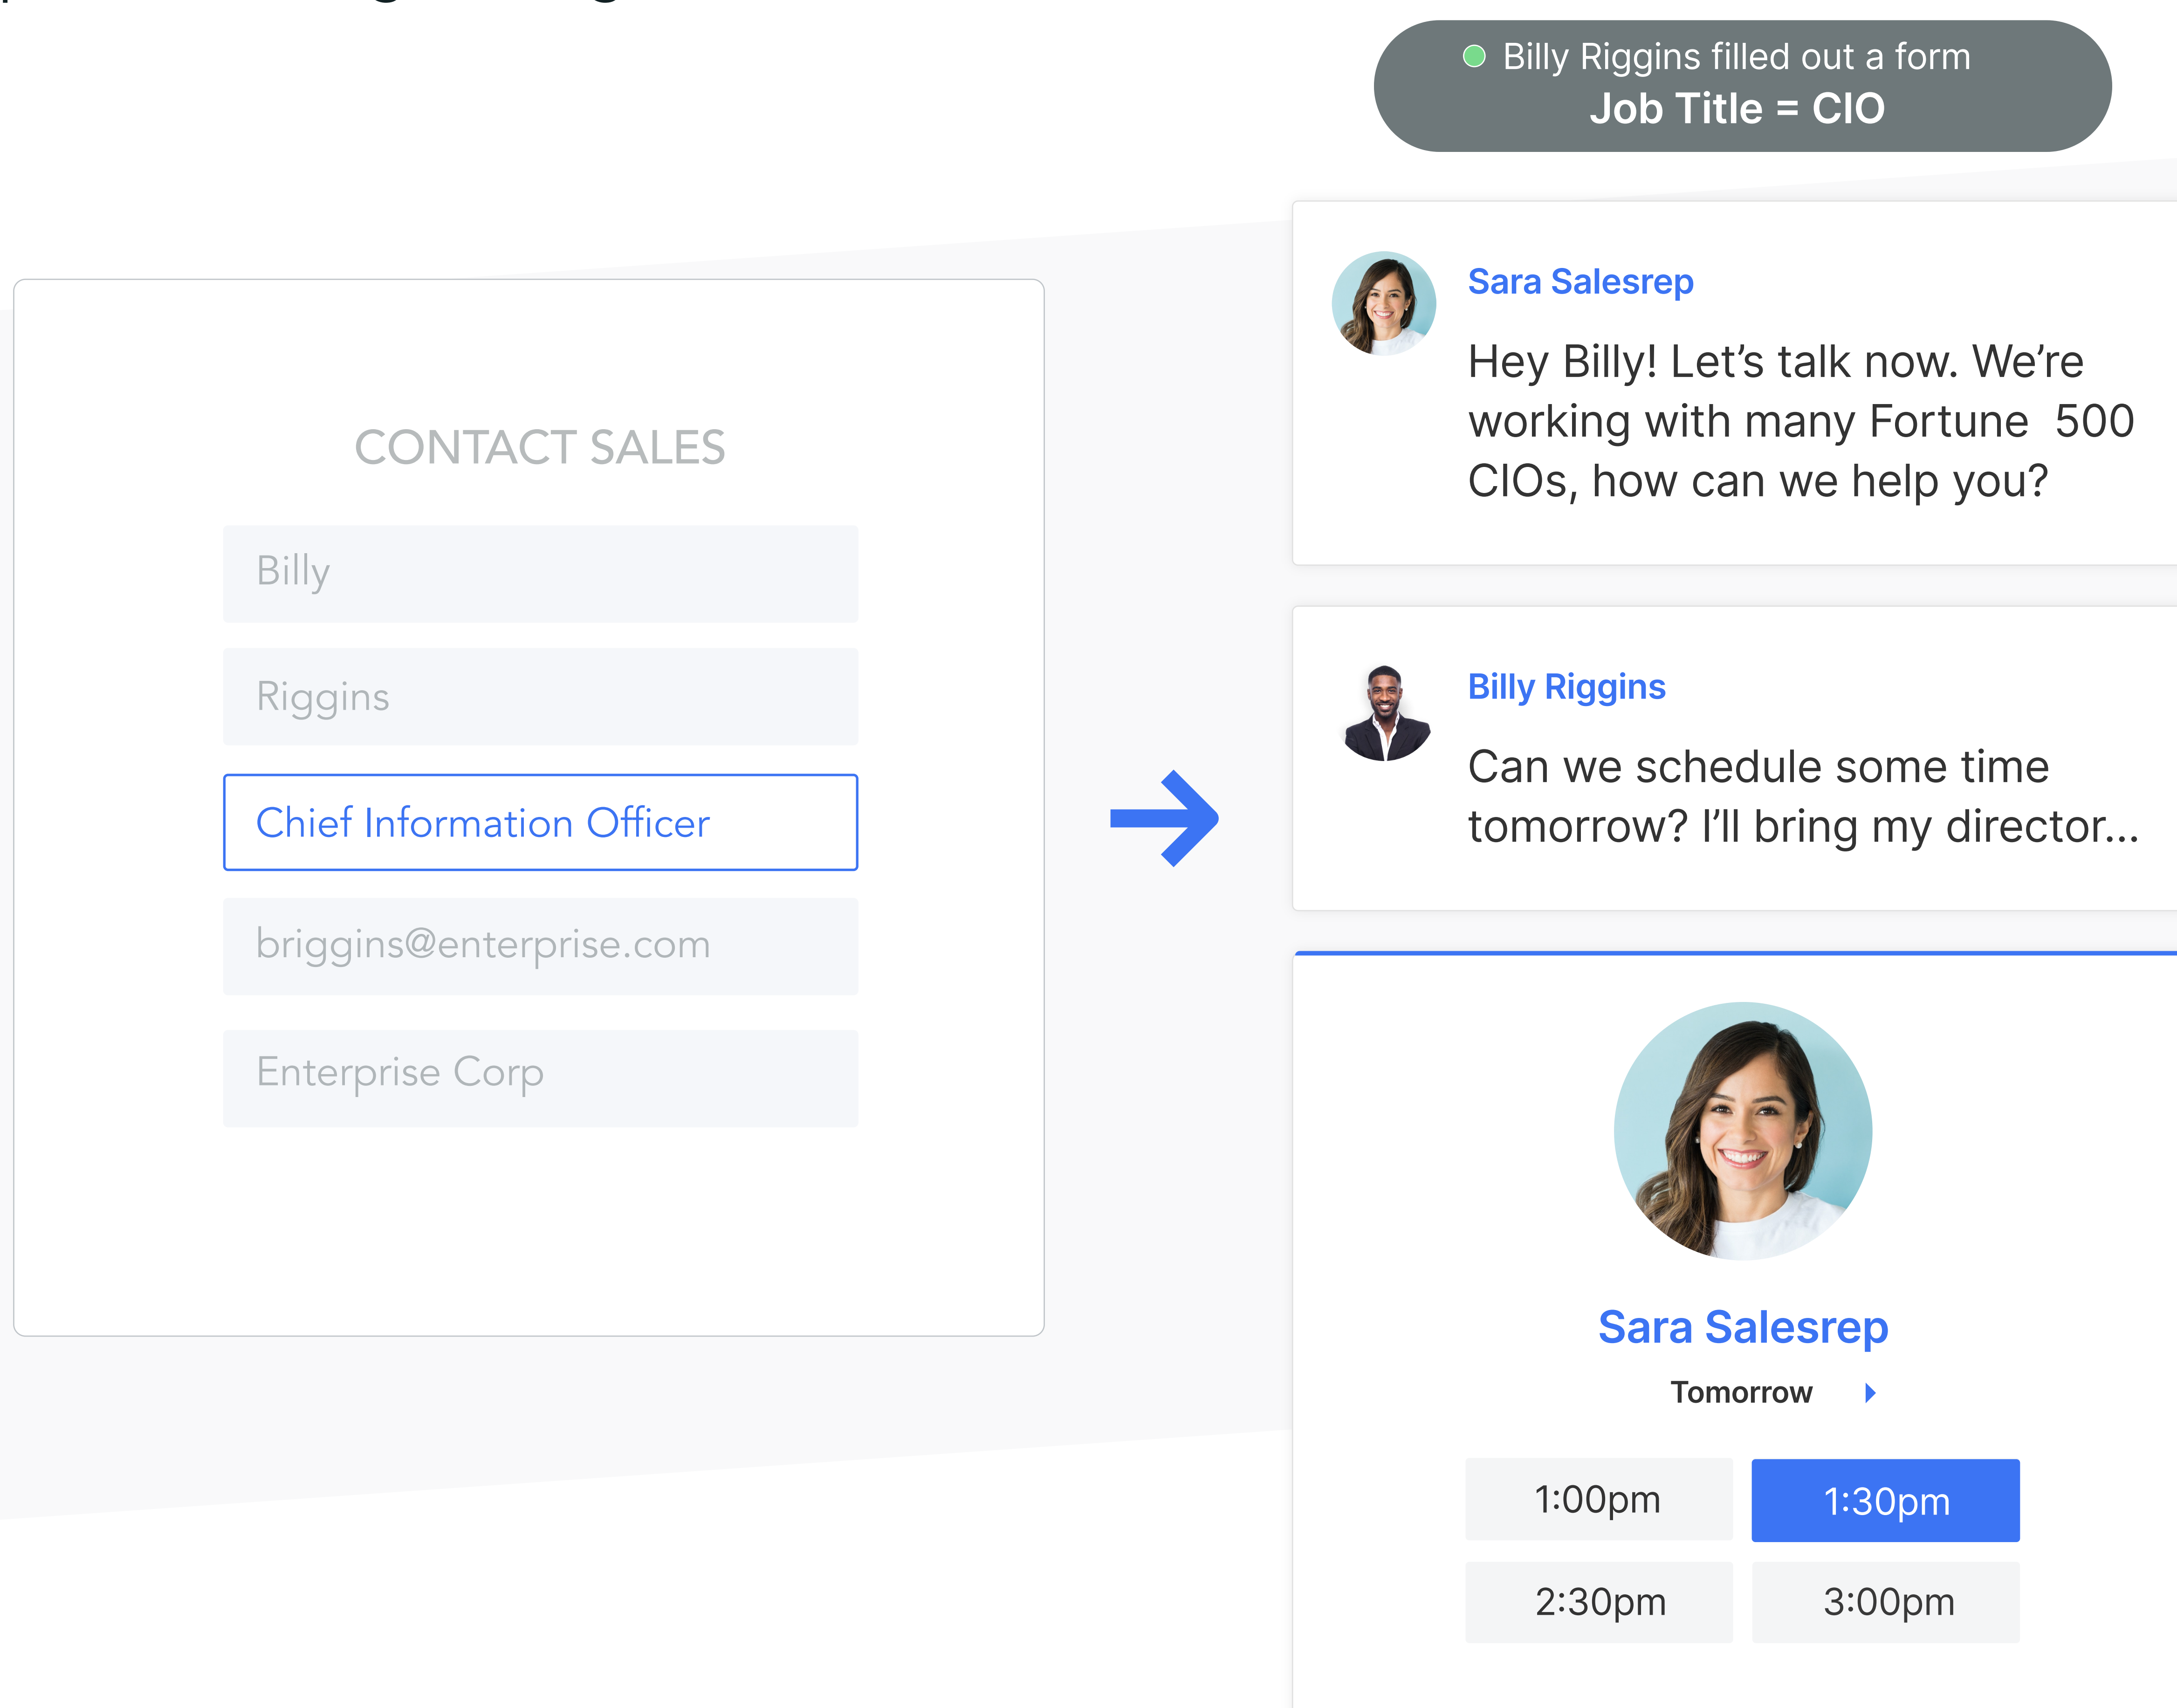 Billy Riggins filled out a form
Job Title = CIO
CONTACT SALES
Billy
Riggins
Chief Information Officer
briggins@enterprise.com
Enterprise Corp
Sara Salesrep
Hey Billy! Let’s talk now. We’re
working with many Fortune  500
CIOs, how can we help you?
Billy Riggins
Can we schedule some time
tomorrow? I’ll bring my director...
Sara Salesrep
Tomorrow
1:00pm
1:30pm
2:30pm
3:00pm